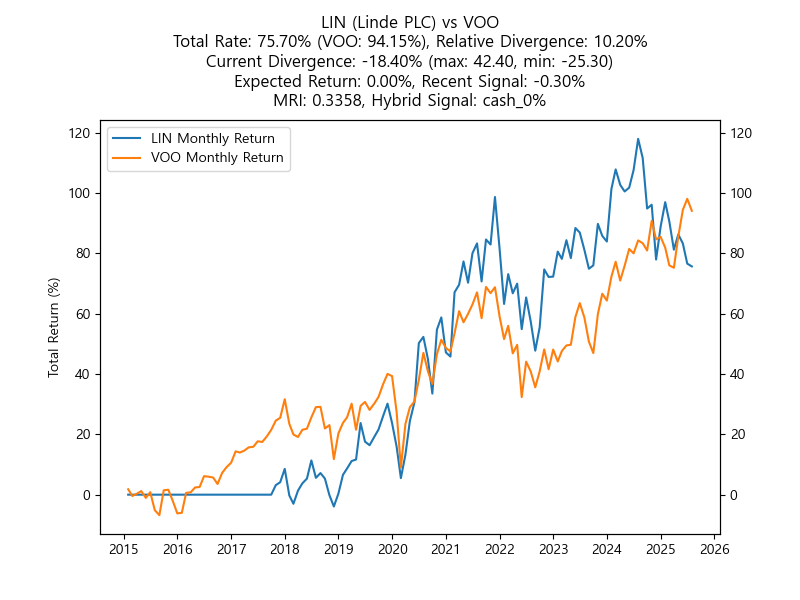 LIN (Linde PLC) vs VOO
Total Rate: 75.70% (VOO: 94.15%), Relative Divergence: 10.20%
Current Divergence: -18.40% (max: 42.40, min: -25.30)
Expected Return: 0.00%, Recent Signal: -0.30%
MRI: 0.3358, Hybrid Signal: cash_0%
LIN Monthly Return
VOO Monthly Return
Total Return (%)
120
100
80
60
40
20
0
120
100
80
60
40
20
0
2015 2016 2017 2018 2019 2020 2021 2022 2023 2024 2025 2026